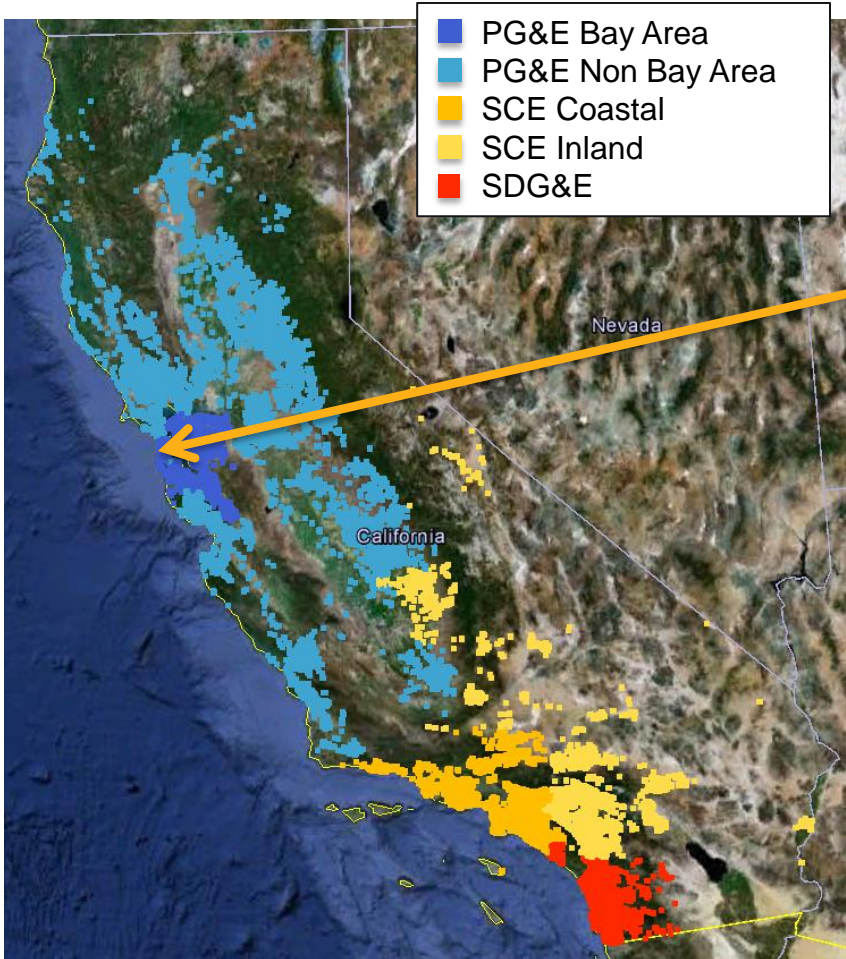 PG&E Bay Area
PG&E Non Bay Area
SCE Coastal
SCE Inland
SDG&E
Nevada
California